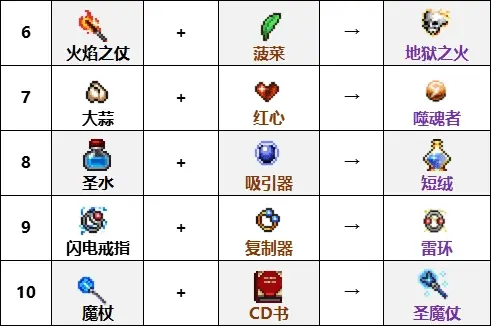 6 火焰之仗 + 菠菜 → 地狱之火
7 大蒜 + 红心 → 噬魂者
8 圣水 + 吸引器 → 短绒
9 闪电戒指 + 复制器 → 雷环
10 魔杖 + CD书 → 圣魔仗